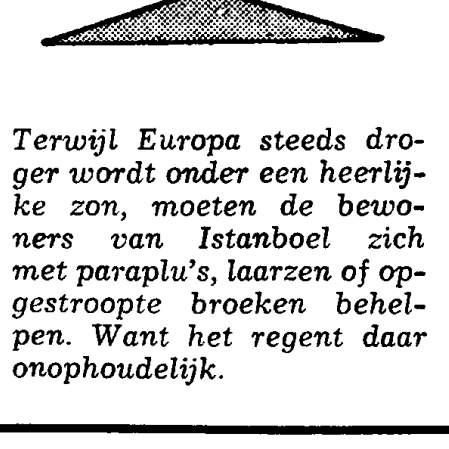 Terwijl Europa steeds dro-
ger wordt onder een heerlij-
ke zon, moeten de bewo-
ners van Istanboel zich
met paraplu's, laarzen of op-
gestroopte broeken behel-
pen. Want het regent daar
onophoudelijk.